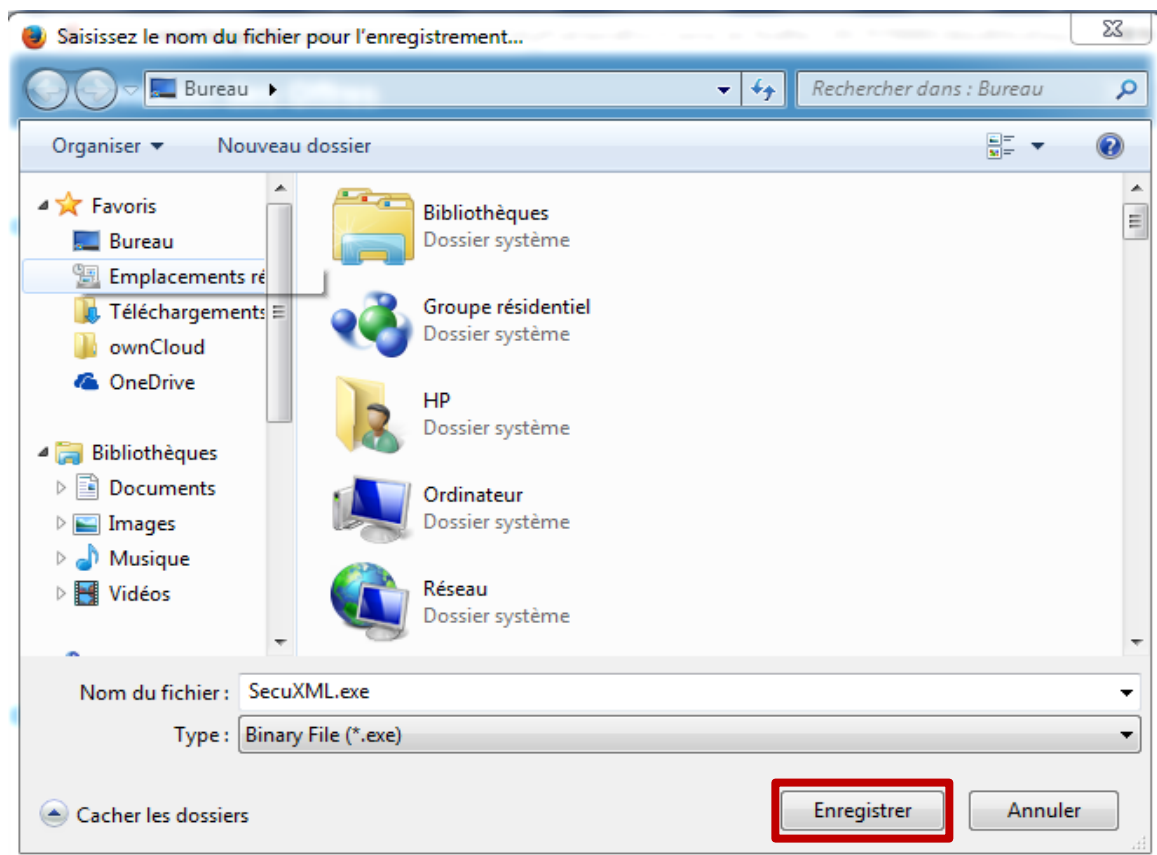 Saisissez le nom du fichier pour l'enregistrement...
Bureau
Rechercher dans : Bureau
Organiser
Nouveau dossier
Favoris
Bureau
Emplacements ré
Téléchargements
ownCloud
OneDrive
Bibliothèques
Documents
Images
Musique
Vidéos
Bibliothèques
Dossier système
Groupe résidentiel
Dossier système
HP
Dossier système
Ordinateur
Dossier système
Réseau
Dossier système
Nom du fichier : SecuXML.exe
Type : Binary File (*.exe)
Cacher les dossiers
Enregistrer
Annuler